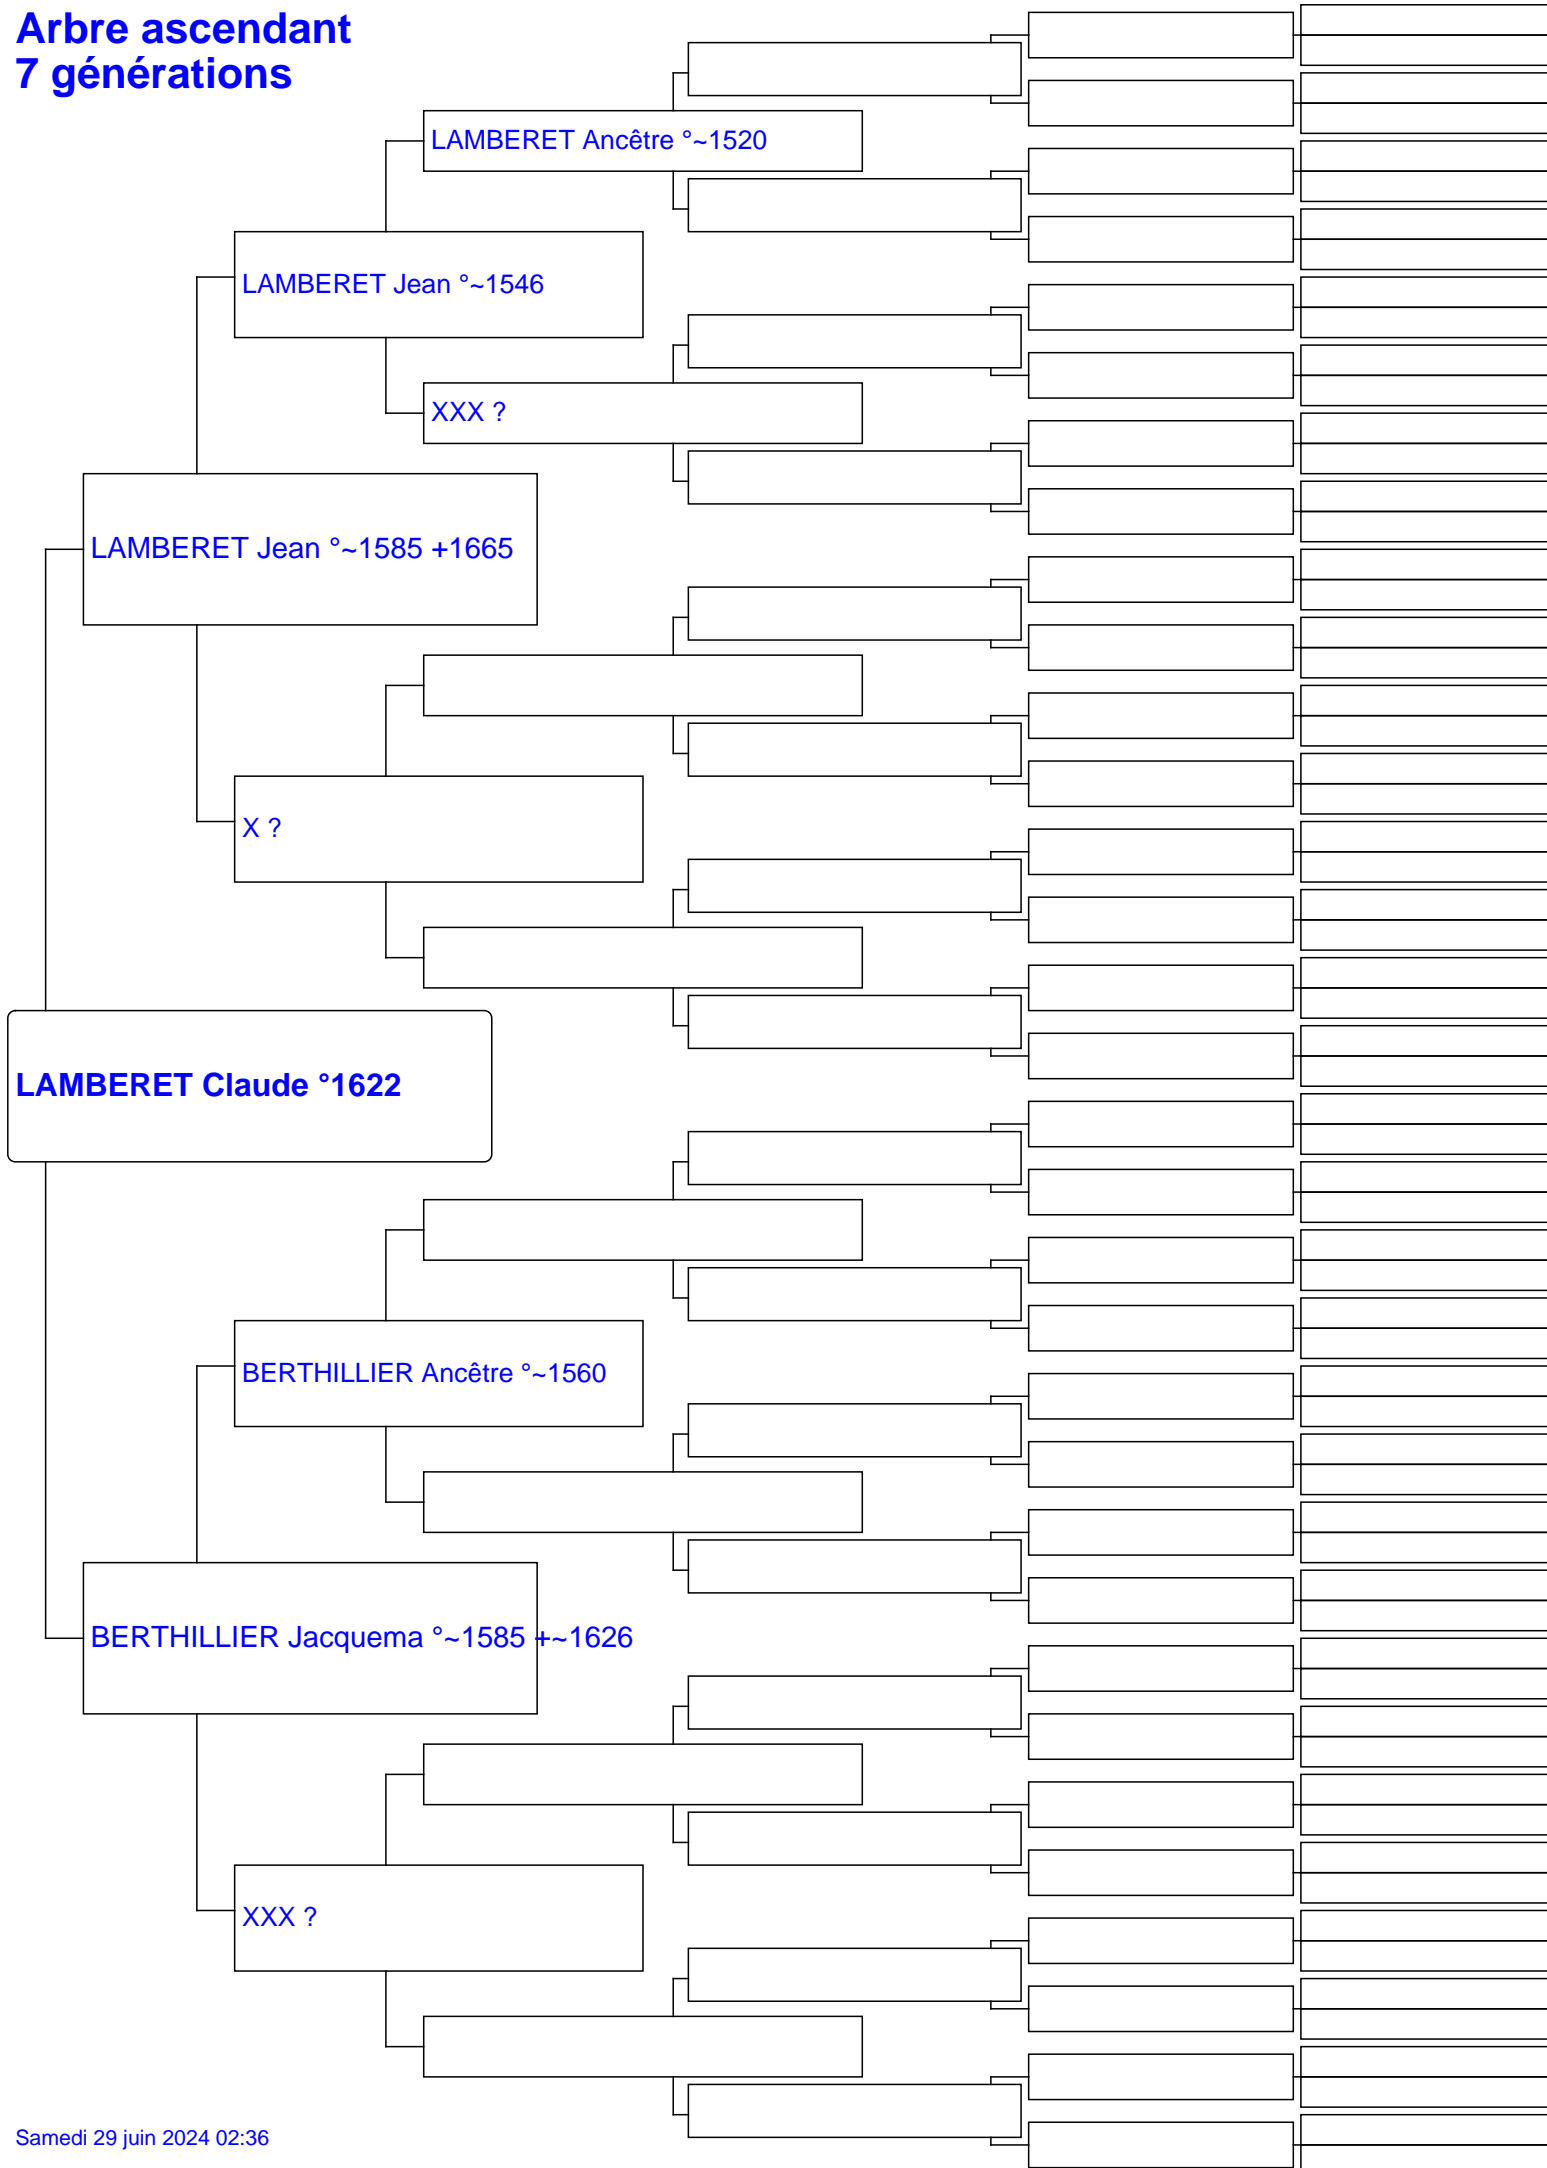 Arbre ascendant
7 générations
LAMBERET Ancêtre °~1520
LAMBERET Jean °~1546
XXX ?
LAMBERET Jean °~1585 +1665
X ?
LAMBERET Claude °1622
BERTHILLIER Ancêtre °~1560
BERTHILLIER Jacquema °~1585 +~1626
XXX ?
Samedi 29 juin 2024 02:36